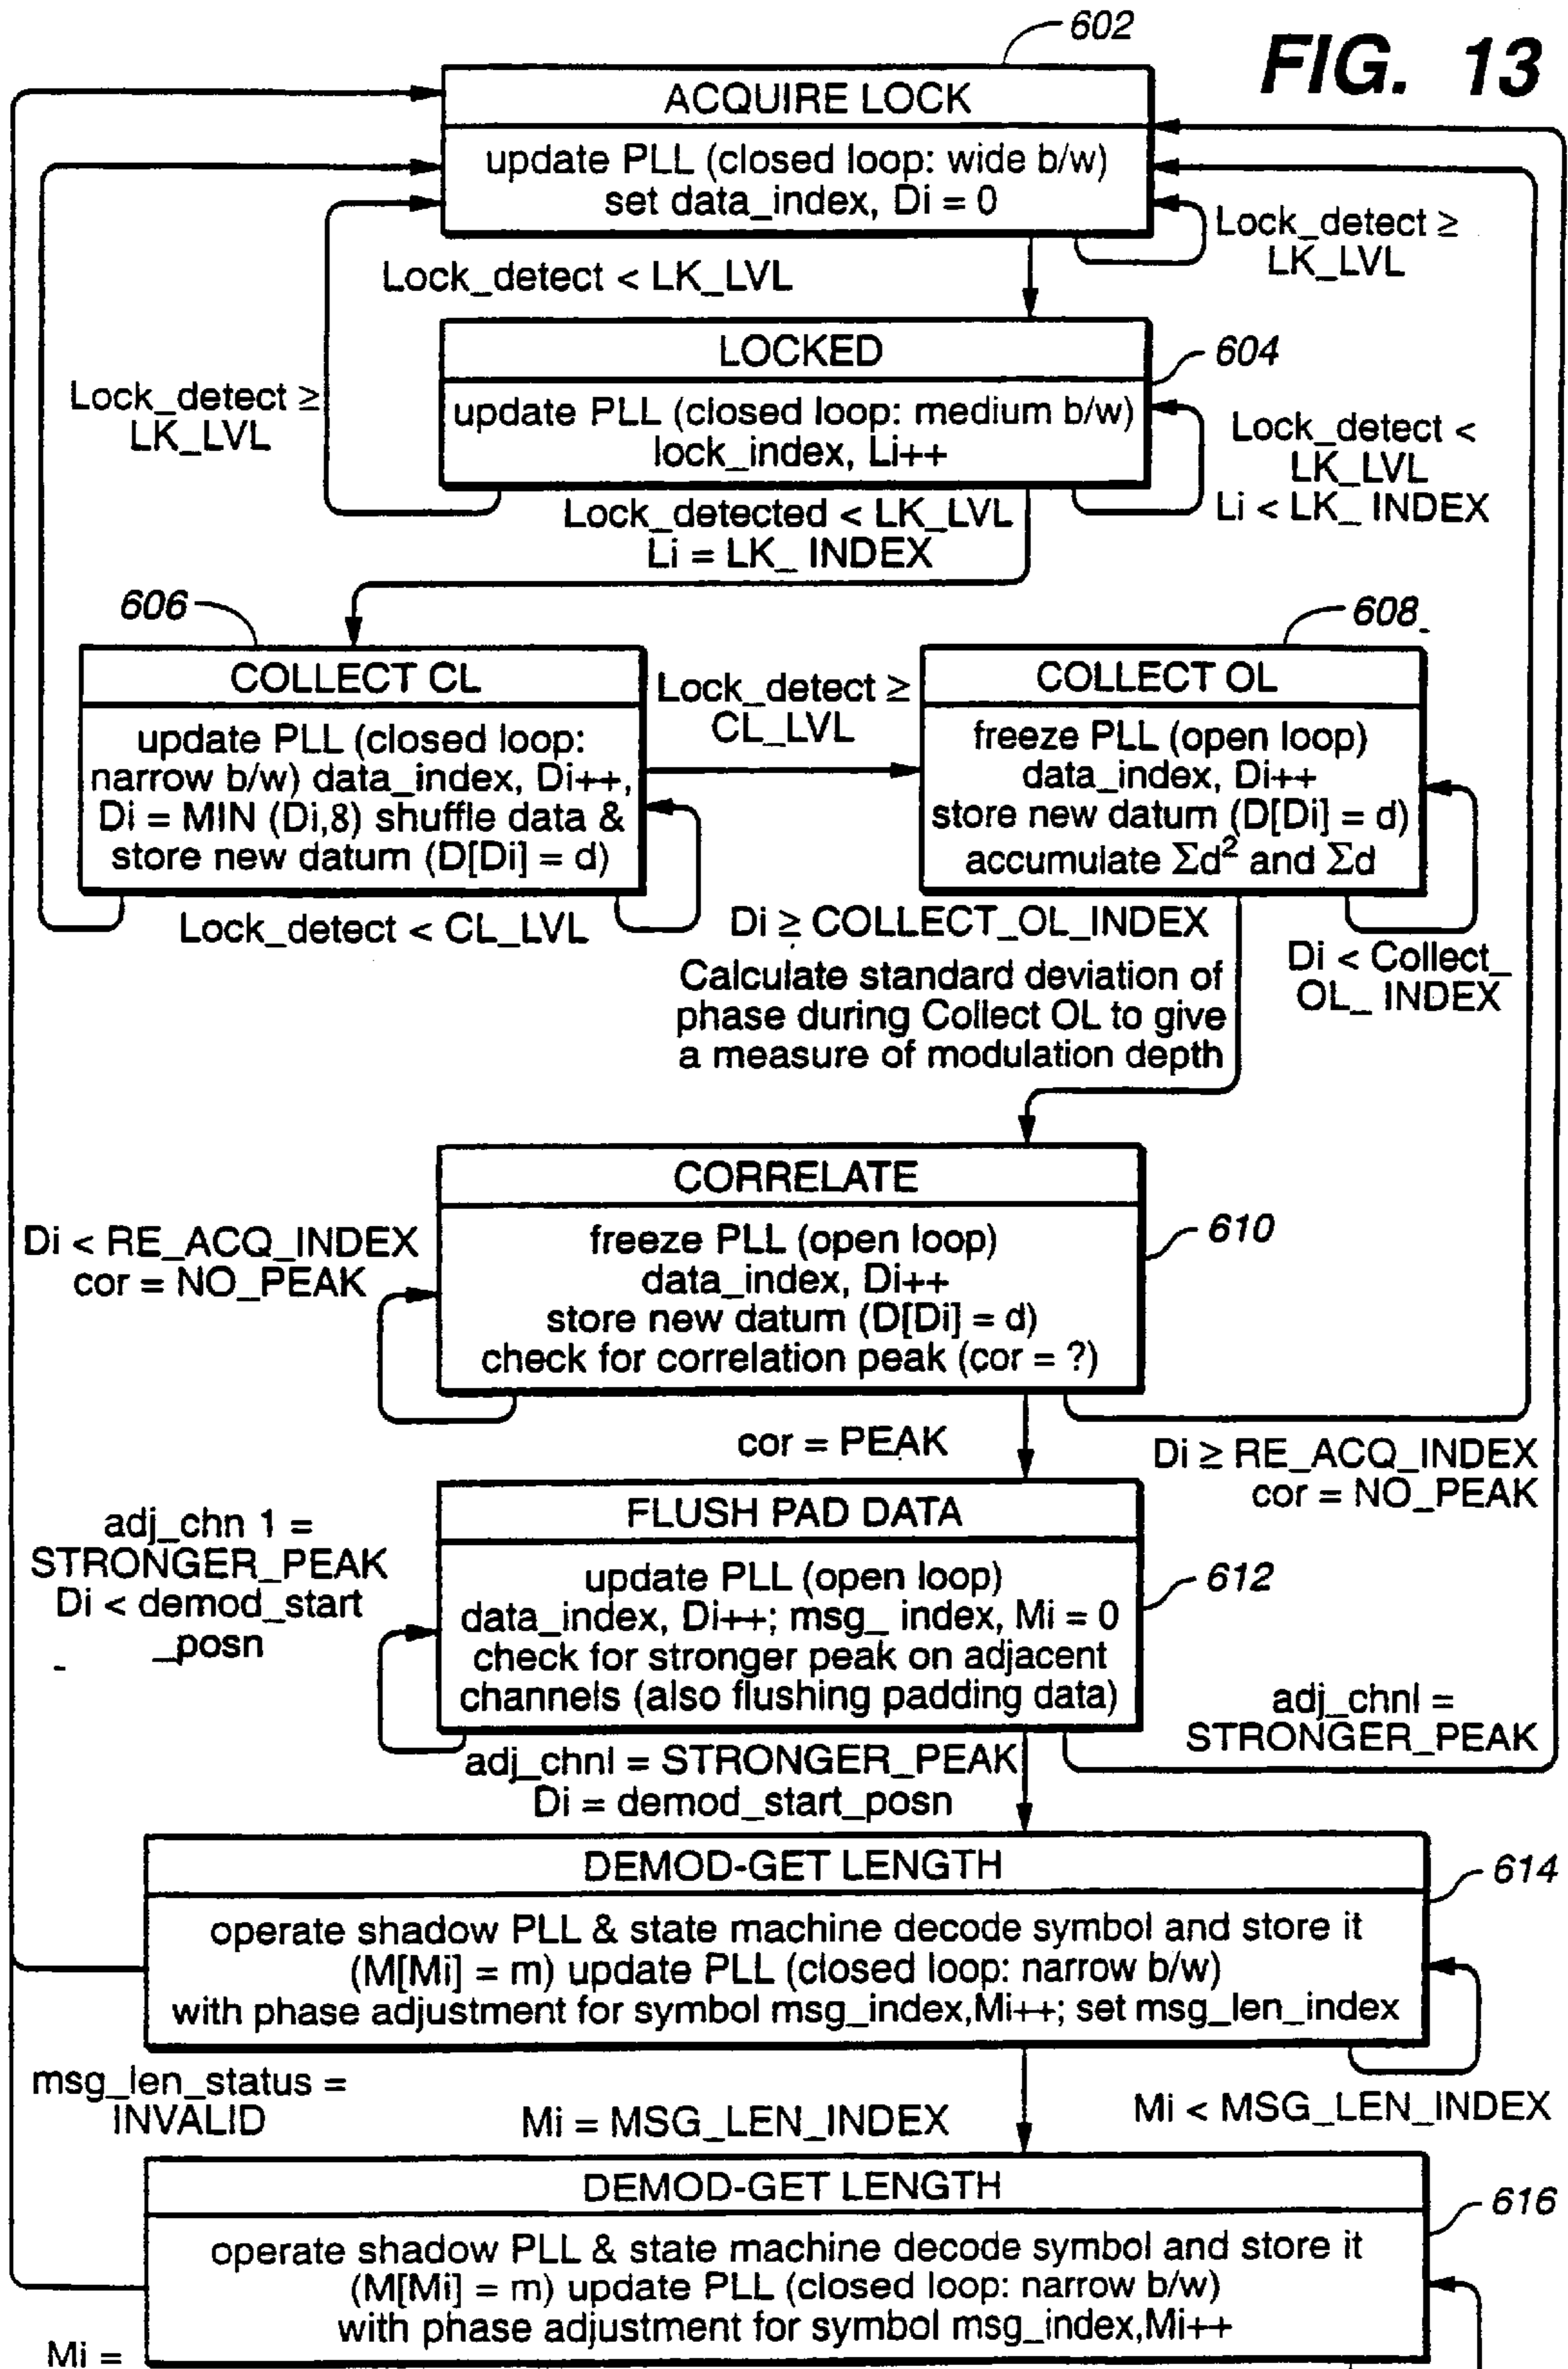 602
FIG. 13
ACQUIRE LOCK
update PLL (closed loop: wide b/w)
set data_index, Di = 0
Lock_detect ≥
LK_LVL
Lock_detect < LK_LVL
LOCKED
604
Lock_detect ≥
LK_LVL
update PLL (closed loop: medium b/w)
lock_index, Li++
Lock_detect <
LK_LVL
Li < LK_ INDEX
Lock_detected < LK_LVL
Li = LK_ INDEX
606
608
COLLECT CL
update PLL (closed loop:
narrow b/w) data_index, Di++,
Di = MIN (Di,8) shuffle data &
store new datum (D[Di] = d)
Lock_detect ≥
CL_LVL
COLLECT OL
freeze PLL (open loop)
data_index, Di++
store new datum (D[Di] = d)
accumulate Σd² and Σd
Lock_detect < CL_LVL
Di ≥ COLLECT_OL_INDEX
Calculate standard deviation of
phase during Collect OL to give
a measure of modulation depth
Di < Collect_
OL_ INDEX
CORRELATE
610
Di < RE_ACQ_INDEX
cor = NO_PEAK
freeze PLL (open loop)
data_index, Di++
store new datum (D[Di] = d)
check for correlation peak (cor = ?)
cor = PEAK
Di ≥ RE_ACQ_INDEX
cor = NO_PEAK
FLUSH PAD DATA
612
adj_chn 1 =
STRONGER_PEAK
Di < demod_start
_posn
update PLL (open loop)
data_index, Di++; msg_ index, Mi = 0
check for stronger peak on adjacent
channels (also flushing padding data)
adj_chnl =
STRONGER_PEAK
adj_chnl = STRONGER_PEAK
Di = demod_start_posn
DEMOD-GET LENGTH
614
operate shadow PLL & state machine decode symbol and store it
(M[Mi] = m) update PLL (closed loop: narrow b/w)
with phase adjustment for symbol msg_index,Mi++; set msg_len_index
msg_len_status =
INVALID
Mi = MSG_LEN_INDEX
Mi < MSG_LEN_INDEX
DEMOD-GET LENGTH
616
operate shadow PLL & state machine decode symbol and store it
(M[Mi] = m) update PLL (closed loop: narrow b/w)
with phase adjustment for symbol msg_index,Mi++
Mi =